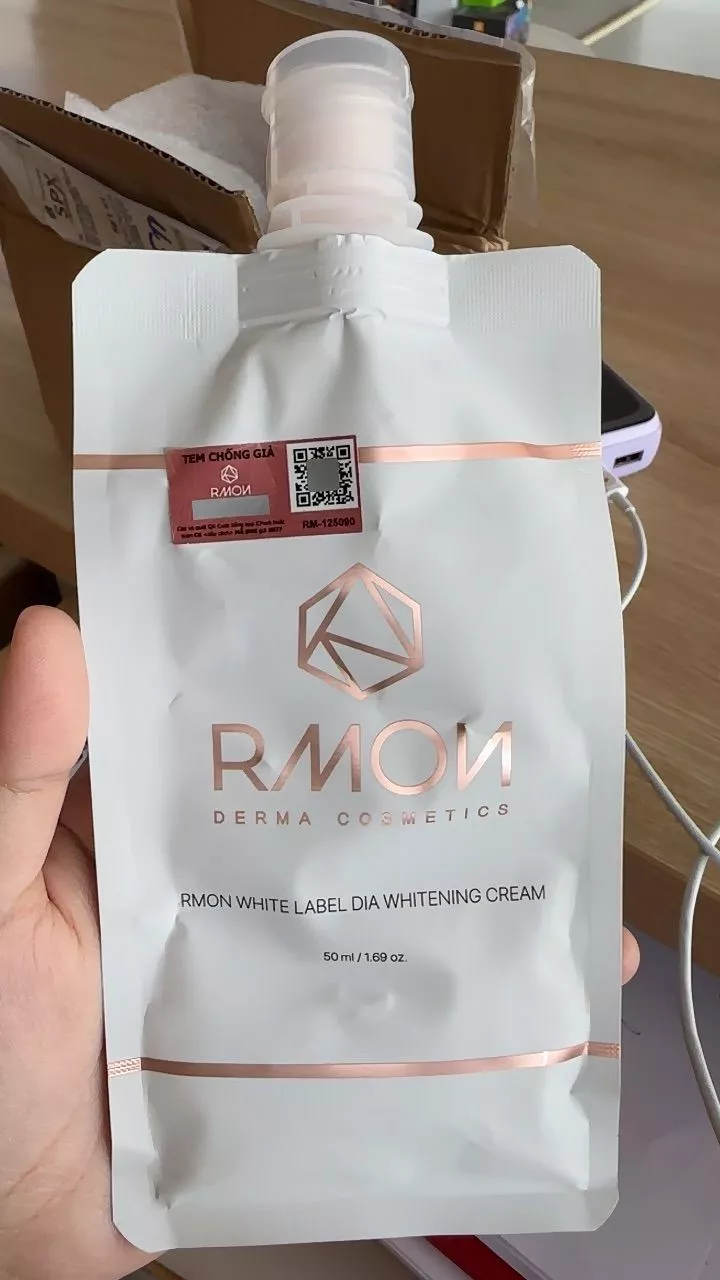 SPX
TEM CHỐNG GIẢ
RMON
RM-125090
RMON
DERMA COSMETICS
RMON WHITE LABEL DIA WHITENING CREAM
50 ml / 1.69 oz.